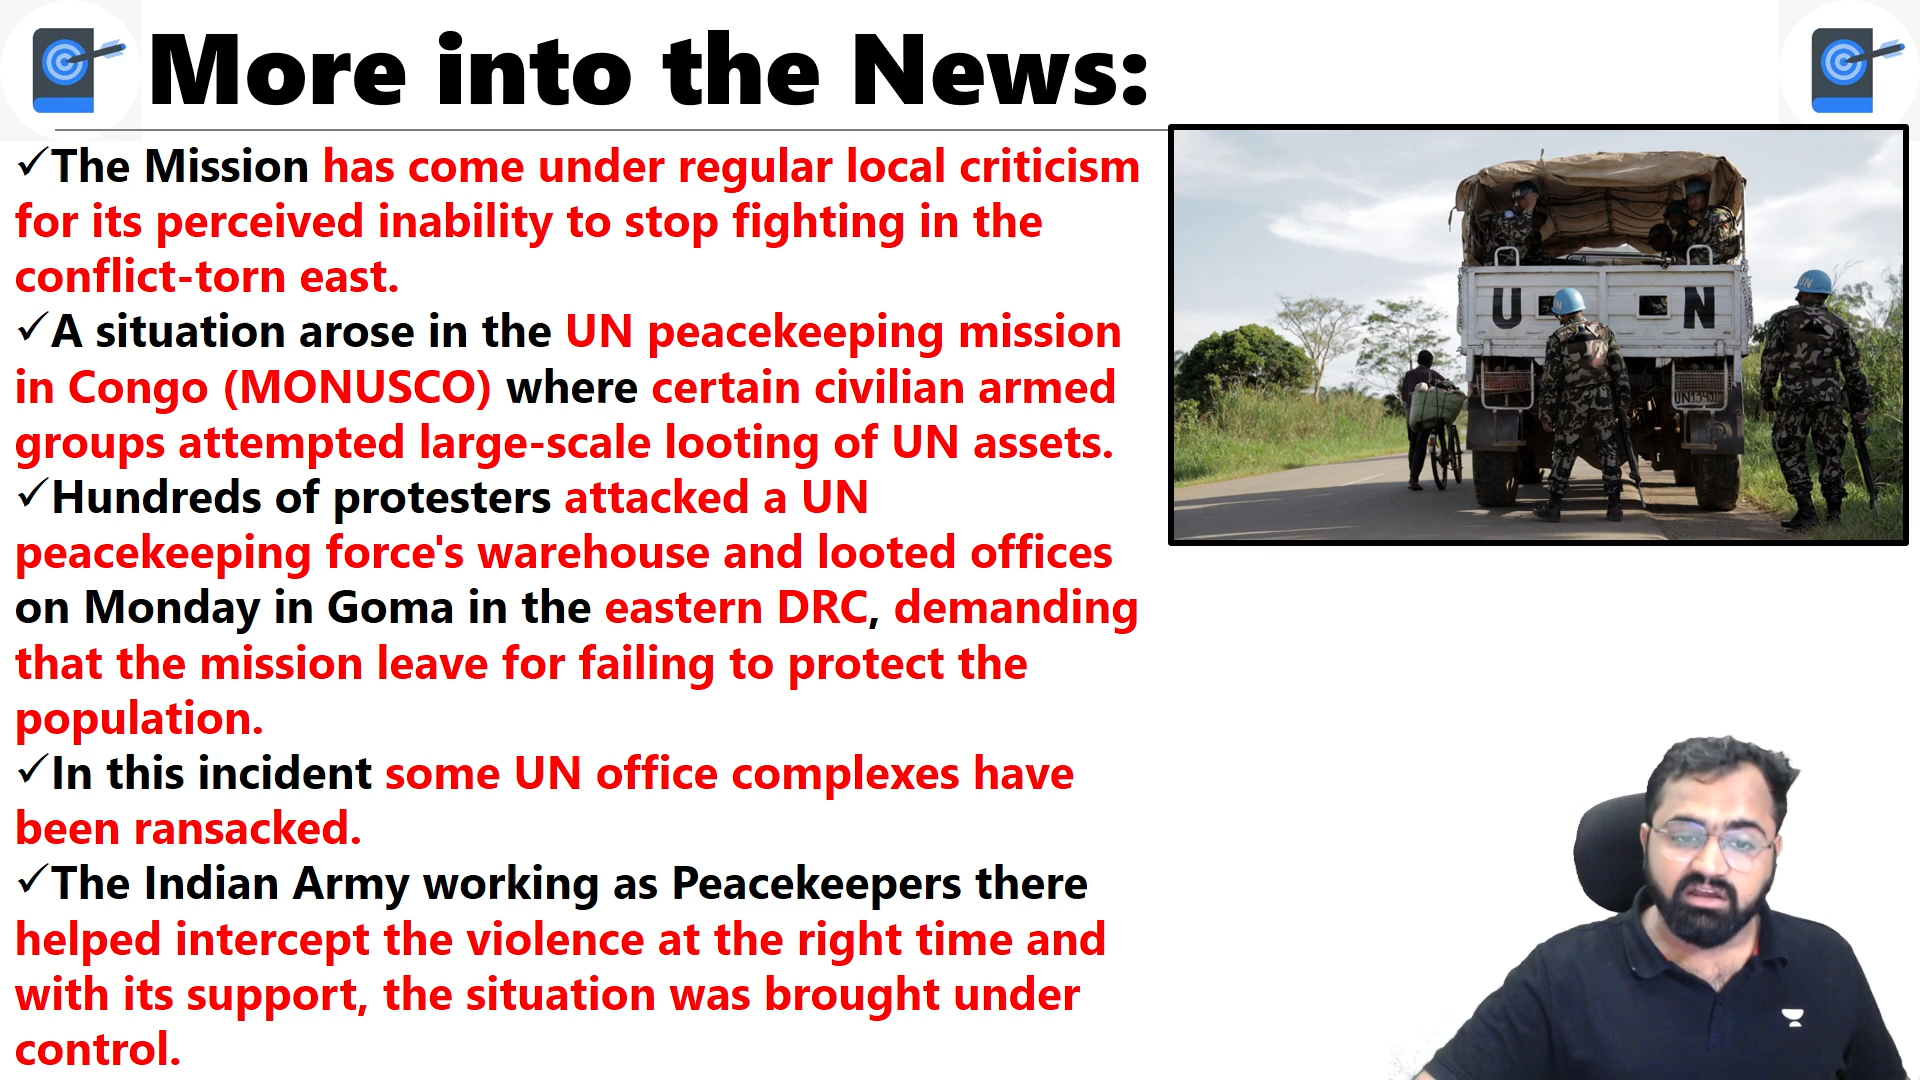 More into the News:
✓The Mission has come under regular local criticism
for its perceived inability to stop fighting in the
conflict-torn east.
✓A situation arose in the UN peacekeeping mission
in Congo (MONUSCO) where certain civilian armed
groups attempted large-scale looting of UN assets.
✓Hundreds of protesters attacked a UN
peacekeeping force's warehouse and looted offices
on Monday in Goma in the eastern DRC, demanding
that the mission leave for failing to protect the
population.
✓In this incident some UN office complexes have
been ransacked.
✓The Indian Army working as Peacekeepers there
helped intercept the violence at the right time and
with its support, the situation was brought under
control.
U N
UN
UN